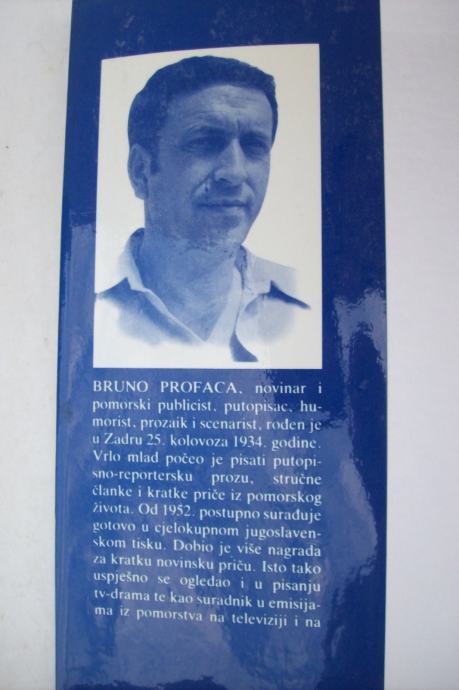 BRUNO PROFACA, novinar i
pomorski publicist, putopisac, hu-
morist, prozaik i scenarist, rođen je
u Zadru 25. kolovoza 1934. godine.
Vrlo mlad počeo je pisati putopi-
sno-reportersku prozu, stručne
članke i kratke priče iz pomorskog
života. Od 1952. postupno surađuje
gotovo u cjelokupnom jugoslaven-
skom tisku. Dobio je više nagrada
za kratku novinsku priču. Isto tako
uspješno se ogledao i u pisanju
tv-drama te kao suradnik u emisija-
ma iz pomorstva na televiziji i na